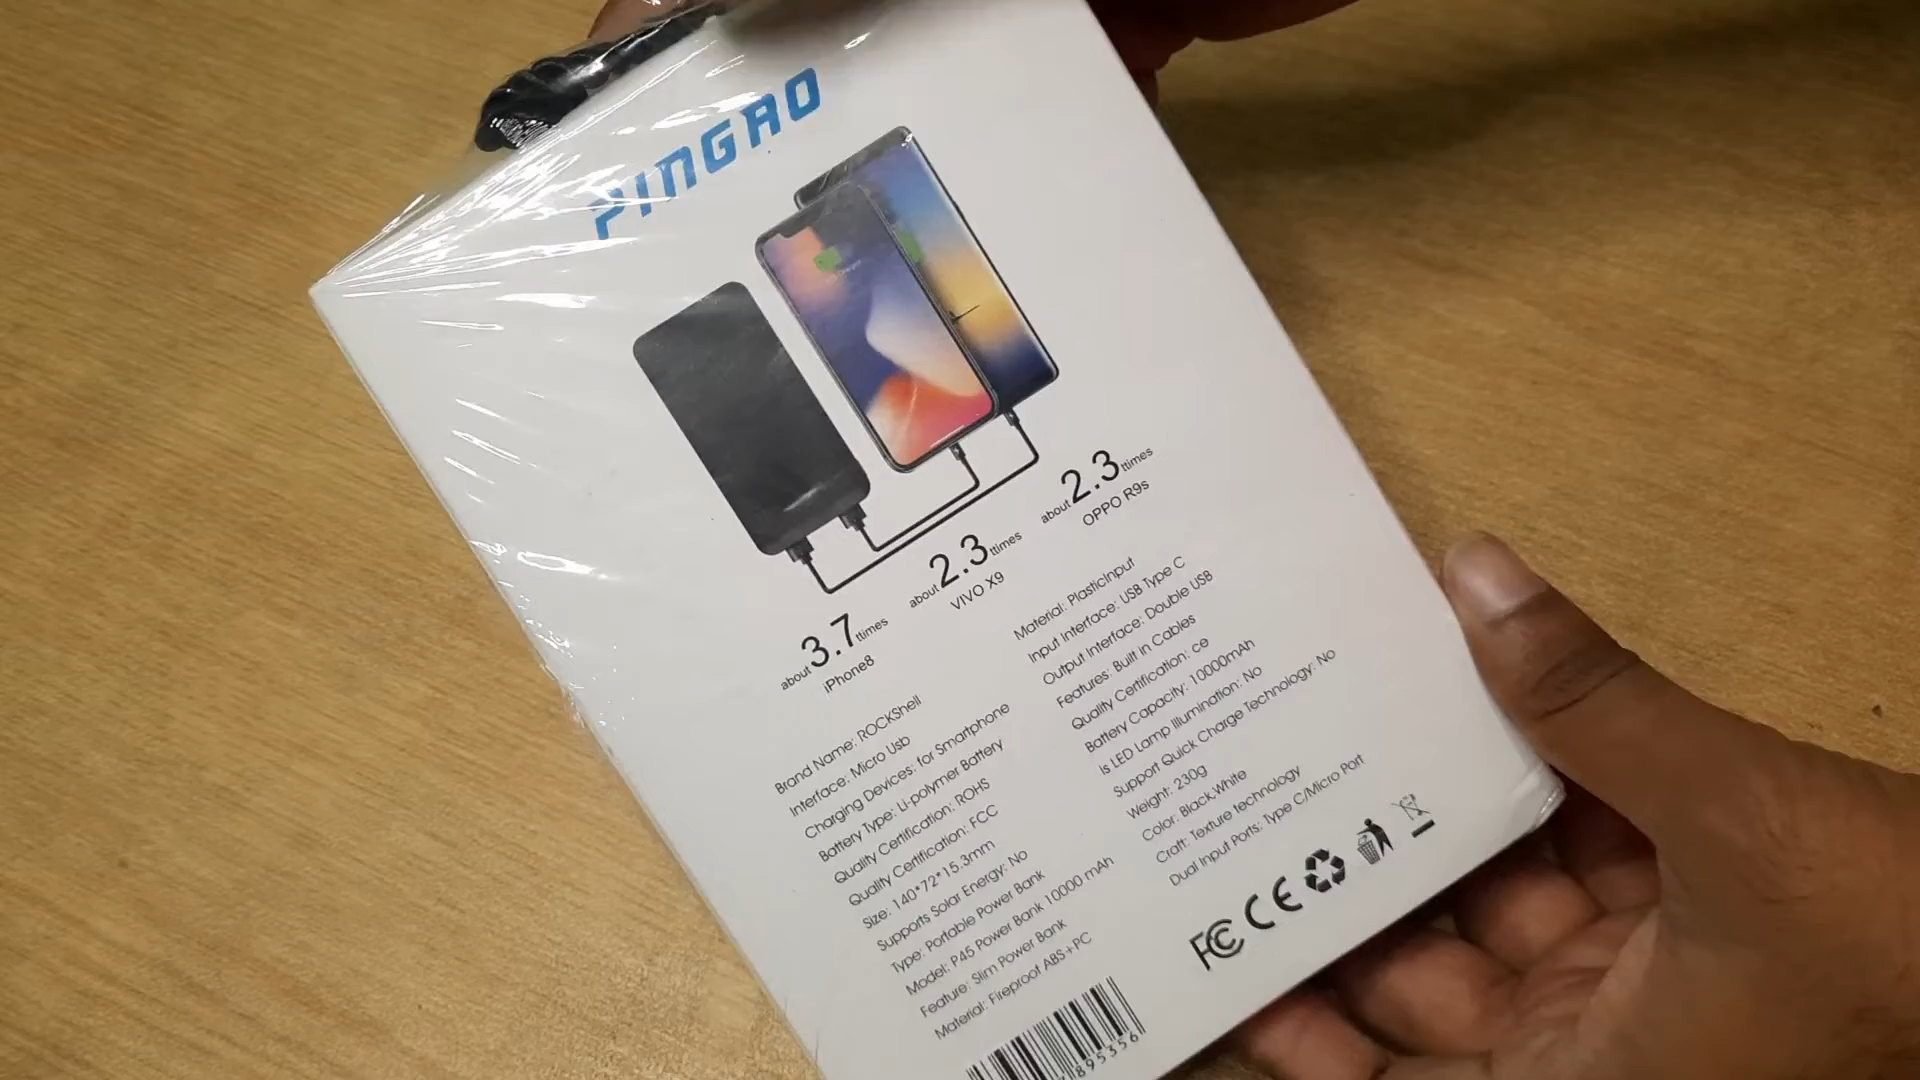 PINGAO
about 3.7 ttimes
iPhone8
about 2.3 ttimes
VIVO X9
about 2.3 ttimes
OPPO R9s
Brand Name: ROCKShell
Interface: Micro Usb
Charging Devices: for Smartphone
Battery Type: Li-polymer Battery
Quality Certification: ROHS
Quality Certification: FCC
Size: 140*72*15.3mm
Supports Solar Energy: No
Type: Portable Power Bank
Model: P45 Power Bank 10000 mAh
Feature: Slim Power Bank
Material: Fireproof ABS+PC
Material: PlasticInput
Input Interface: USB Type C
Output Interface: Double USB
Features: Built in Cables
Quality Certification: ce
Battery Capacity: 10000mAh
Is LED Lamp Illumination: No
Support Quick Charge Technology: No
Weight: 230g
Color: Black,White
Craft: Texture technology
Dual Input Ports: Type C/Micro Port
FC CE
895356